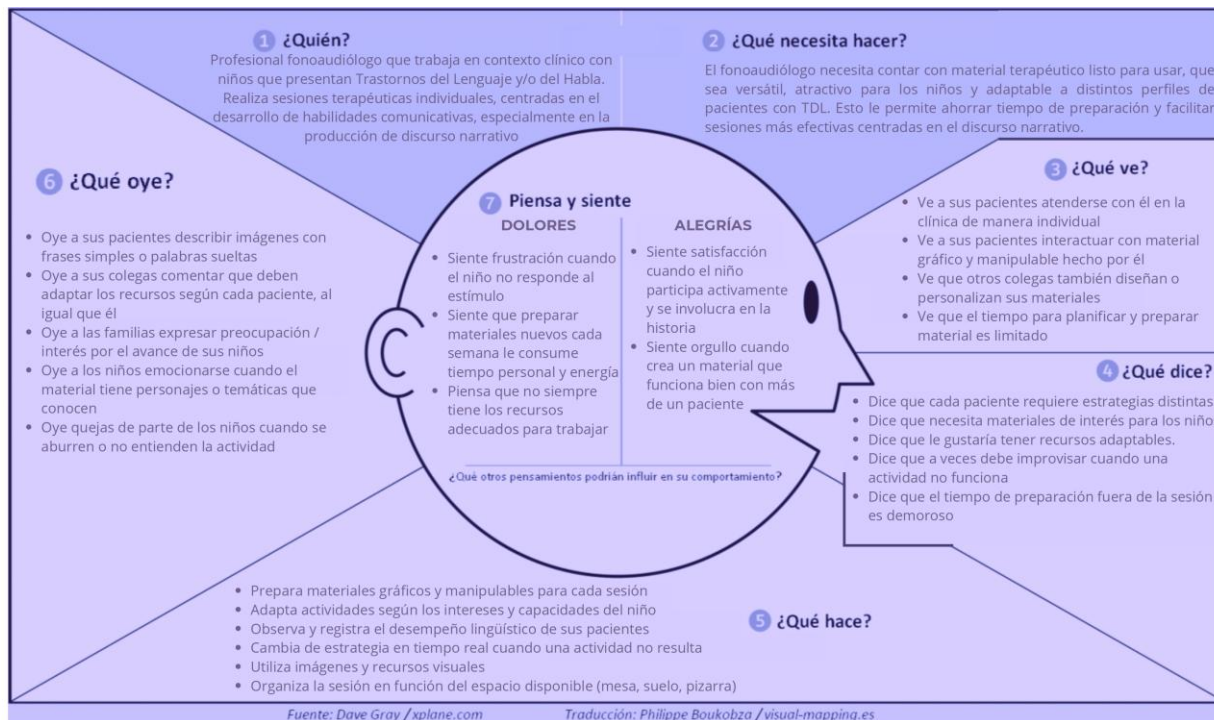 1 ¿Quién?
Profesional fonoaudiólogo que trabaja en contexto clínico con
niños que presentan Trastornos del Lenguaje y/o del Habla.
Realiza sesiones terapéuticas individuales, centradas en el
desarrollo de habilidades comunicativas, especialmente en la
producción de discurso narrativo
2 ¿Qué necesita hacer?
El fonoaudiólogo necesita contar con material terapéutico listo para usar, que
sea versátil, atractivo para los niños y adaptable a distintos perfiles de
pacientes con TDL. Esto le permite ahorrar tiempo de preparación y facilitar
sesiones más efectivas centradas en el discurso narrativo.
3 ¿Qué ve?
• Ve a sus pacientes atenderse con él en la
clínica de manera individual
• Ve a sus pacientes interactuar con material
gráfico y manipulable hecho por él
• Ve que otros colegas también diseñan o
personalizan sus materiales
• Ve que el tiempo para planificar y preparar
material es limitado
4 ¿Qué dice?
• Dice que cada paciente requiere estrategias distintas
• Dice que necesita materiales de interés para los niño
• Dice que le gustaría tener recursos adaptables.
• Dice que a veces debe improvisar cuando una
actividad no funciona
• Dice que el tiempo de preparación fuera de la sesión
es demoroso
5 ¿Qué hace?
• Prepara materiales gráficos y manipulables para cada sesión
• Adapta actividades según los intereses y capacidades del niño
• Observa y registra el desempeño lingüístico de sus pacientes
• Cambia de estrategia en tiempo real cuando una actividad no resulta
• Utiliza imágenes y recursos visuales
• Organiza la sesión en función del espacio disponible (mesa, suelo, pizarra)
6 ¿Qué oye?
• Oye a sus pacientes describir imágenes con
frases simples o palabras sueltas
• Oye a sus colegas comentar que deben
adaptar los recursos según cada paciente, al
igual que él
• Oye a las familias expresar preocupación /
interés por el avance de sus niños
• Oye a los niños emocionarse cuando el
material tiene personajes o temáticas que
conocen
• Oye quejas de parte de los niños cuando se
aburren o no entienden la actividad
7 Piensa y siente
DOLORES
• Siente frustración cuando
el niño no responde al
estímulo
• Siente que preparar
materiales nuevos cada
semana le consume
tiempo personal y energía
• Piensa que no siempre
tiene los recursos
adecuados para trabajar
ALEGRÍAS
• Siente satisfacción
cuando el niño
participa activamente
y se involucra en la
historia
• Siente orgullo cuando
crea un material que
funciona bien con más
de un paciente
¿Qué otros pensamientos podrián influir en su comportamiento?
Fuente: Dave Gray / xplane.com Traducción: Philippe Boukobza / visual-mapping.es